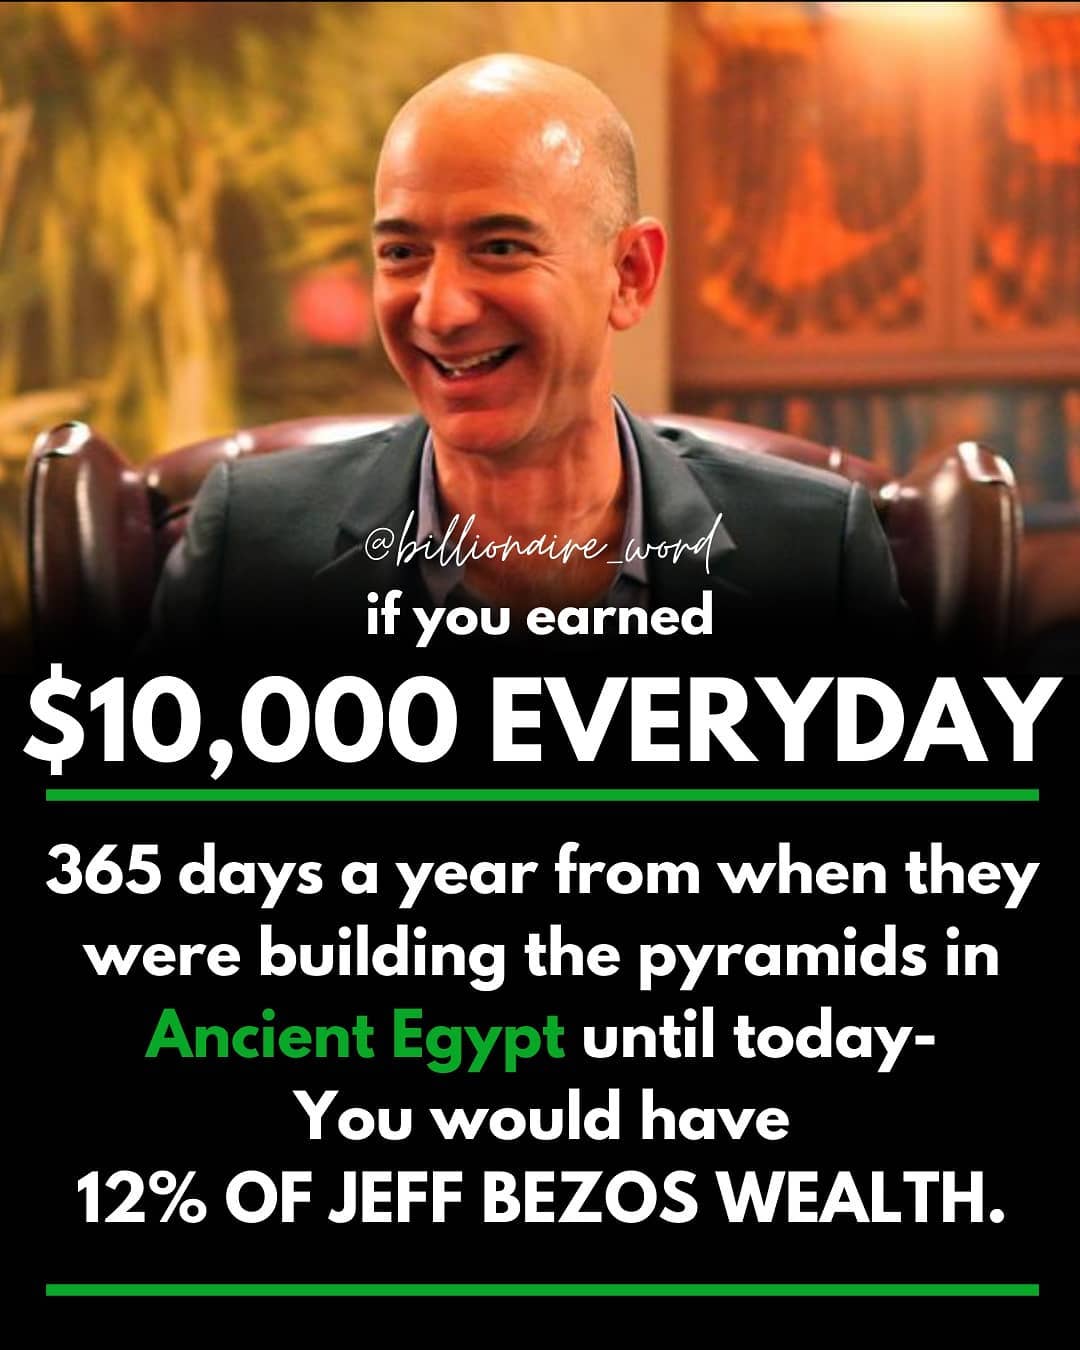 @billionaire_word
if you earned
$10,000 EVERYDAY
365 days a year from when they
were building the pyramids in
Ancient Egypt until today-
You would have
12% OF JEFF BEZOS WEALTH.